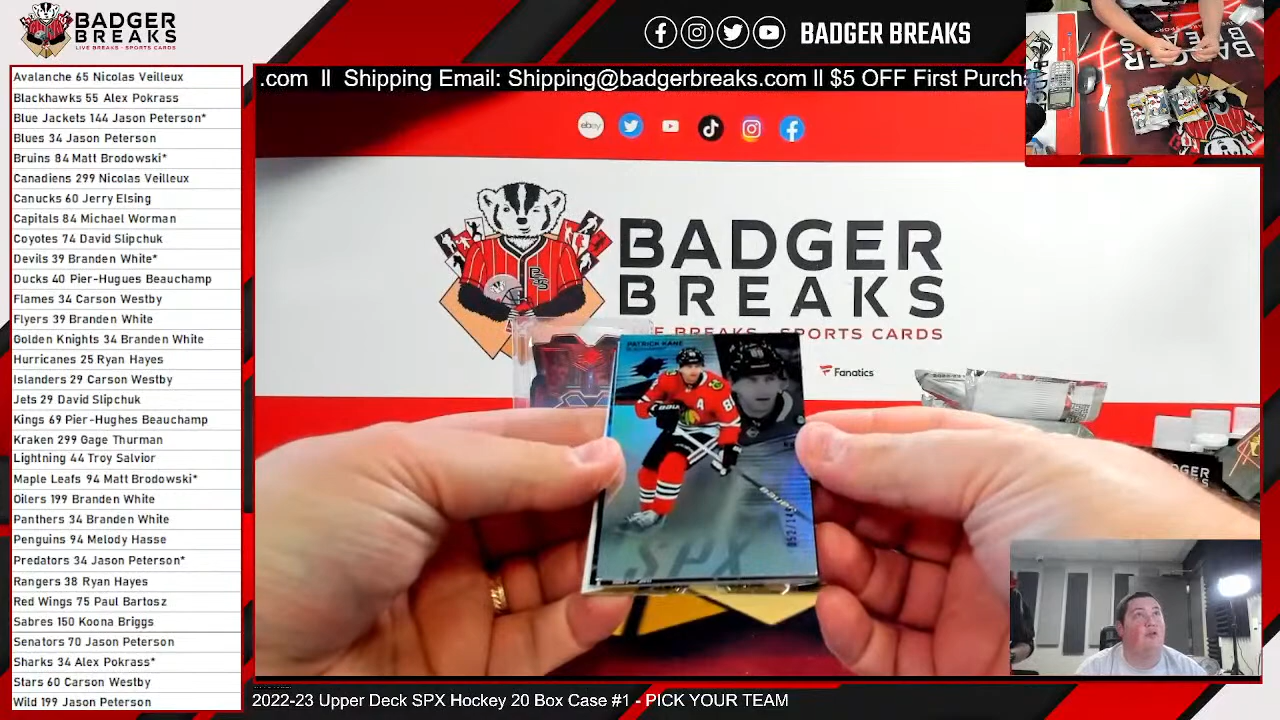 BADGER
BREAKS
LIVE BREAKS - SPORTS CARDS
BADGER BREAKS
.com ll Shipping Email: Shipping@badgerbreaks.com ll $5 OFF First Purcha
Avalanche 65 Nicolas Veilleux
Blackhawks 55 Alex Pokrass
Blue Jackets 144 Jason Peterson*
Blues 34 Jason Peterson
Bruins 84 Matt Brodowski*
Canadiens 299 Nicolas Veilleux
Canucks 60 Jerry Elsing
Capitals 84 Michael Worman
Coyotes 74 David Slipchuk
Devils 39 Branden White*
Ducks 40 Pier-Hugues Beauchamp
Flames 34 Carson Westby
Flyers 39 Branden White
Golden Knights 34 Branden White
Hurricanes 25 Ryan Hayes
Islanders 29 Carson Westby
Jets 29 David Slipchuk
Kings 69 Pier-Hughes Beauchamp
Kraken 299 Gage Thurman
Lightning 44 Troy Salvior
Maple Leafs 94 Matt Brodowski*
Oilers 199 Branden White
Panthers 34 Branden White
Penguins 94 Melody Hasse
Predators 34 Jason Peterson*
Rangers 38 Ryan Hayes
Red Wings 75 Paul Bartosz
Sabres 150 Koona Briggs
Senators 70 Jason Peterson
Sharks 34 Alex Pokrass*
Stars 60 Carson Westby
Wild 199 Jason Peterson
ebay
BADGER
BREAKS
LIVE BREAKS - SPORTS CARDS
Fanatics
PATRICK KANE
SPX
BADGER
2022-23 Upper Deck SPX Hockey 20 Box Case #1 - PICK YOUR TEAM